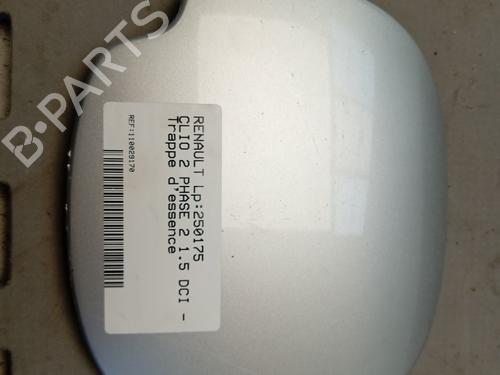 RENAULT Lp:250175
CLIO 2 PHASE 2 1.5 DCI -
Trappe d'essence
REF:110029170
B-PARTS